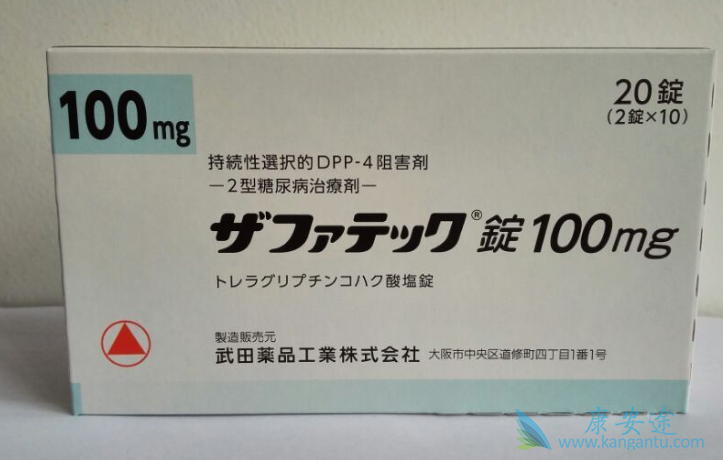 100mg
20錠
(2錠×10)
持続性選択的DPP-4阻害剤
―2型糖尿病治療剤―
ザファテック®錠100mg
トレラグリプチンコハク酸塩錠
製造販売元
武田薬品工業株式会社 大阪市中央区道修町四丁目1番1号
康安途
www.kangantu.com